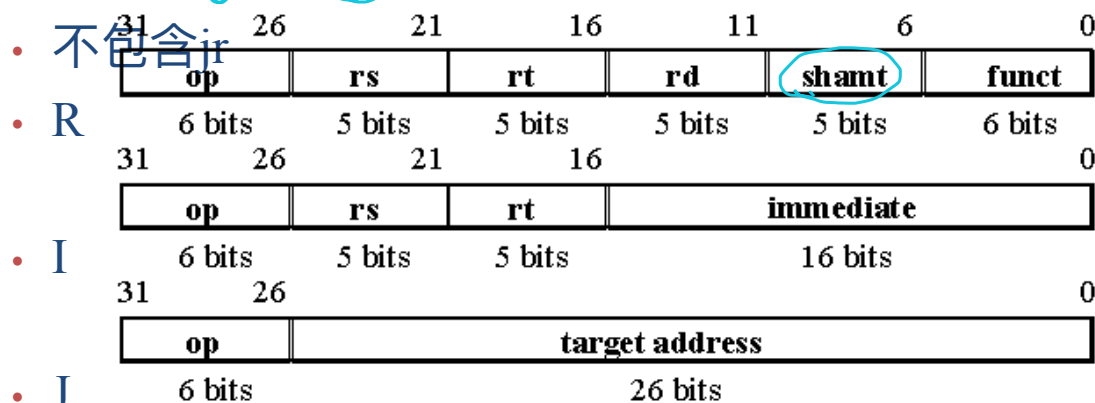 31 26 21 16 11 6 0
• 不包含jr
op rs rt rd shamt funct
• R 6 bits 5 bits 5 bits 5 bits 5 bits 6 bits
31 26 21 16 0
op rs rt immediate
• I 6 bits 5 bits 5 bits 16 bits
31 26 0
op target address
• J 6 bits 26 bits